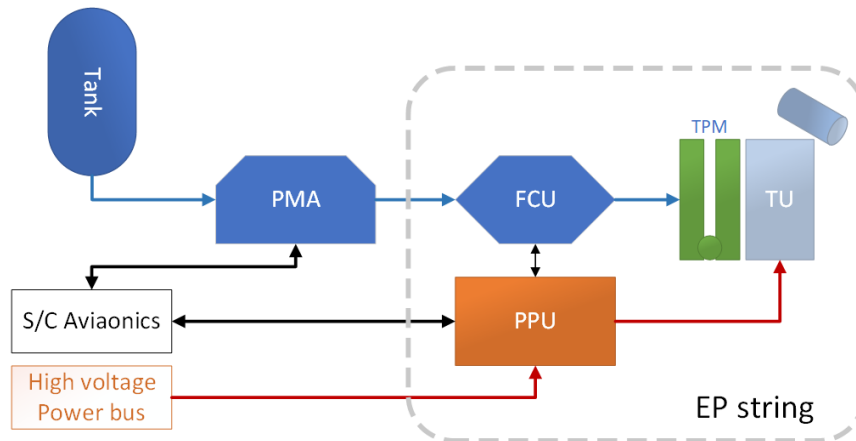 Tank
TPM
PMA
FCU
TU
S/C Aviaonics
PPU
High voltage
Power bus
EP string